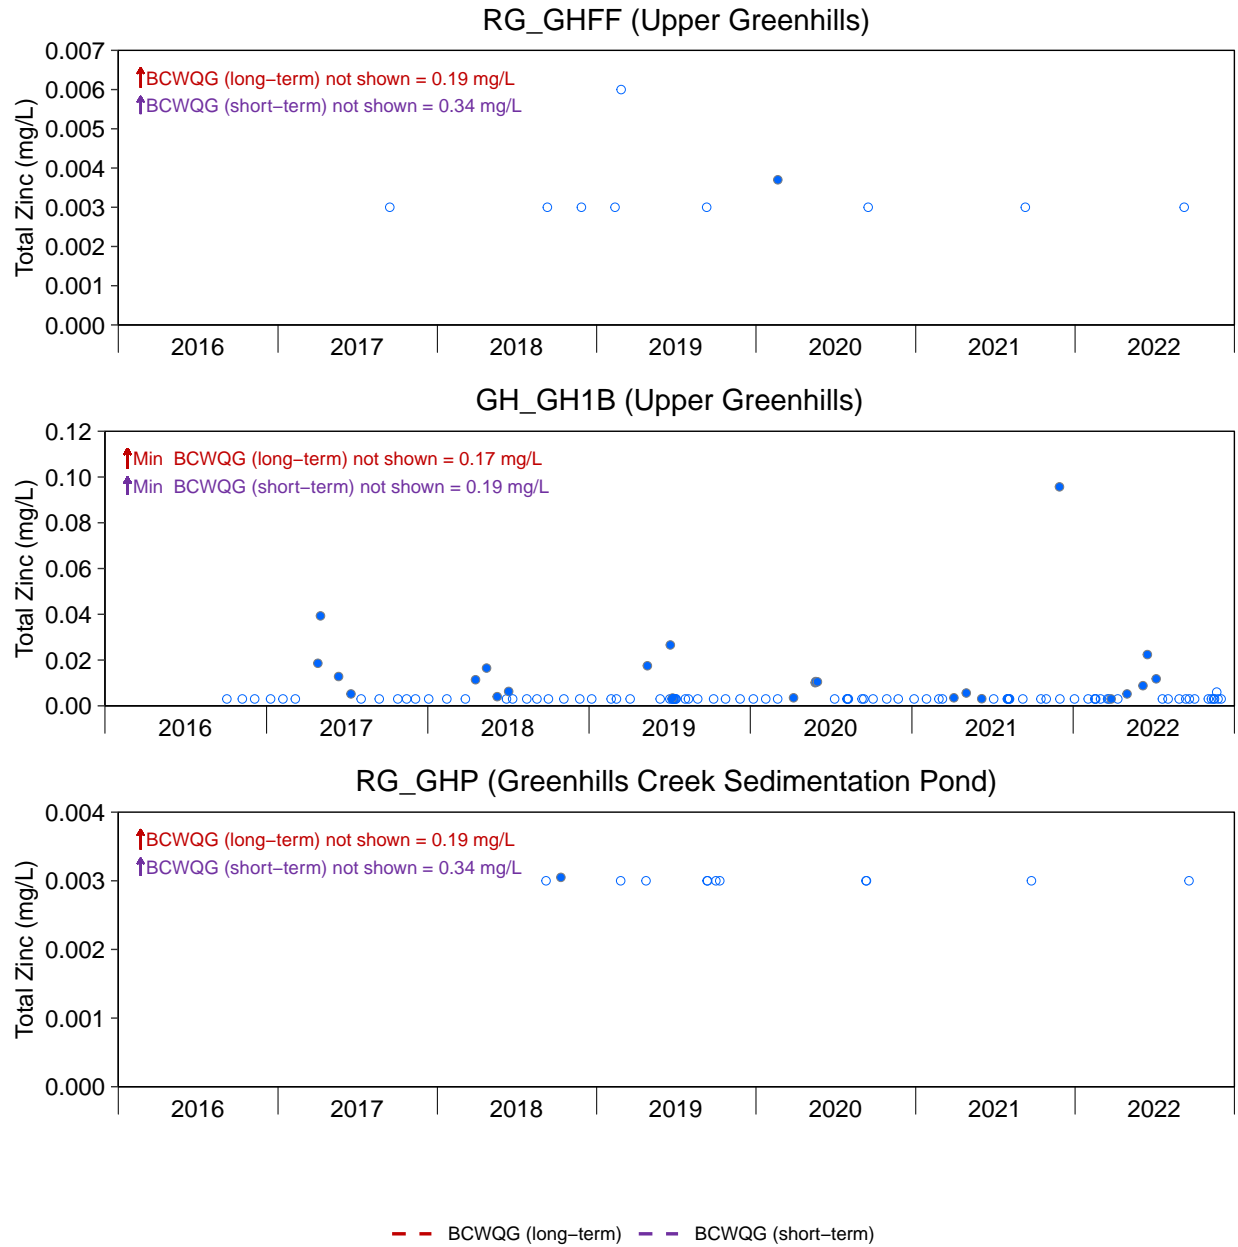 RG_GHFF (Upper Greenhills)
Total Zinc (mg/L)
0.007
0.006
0.005
0.004
0.003
0.002
0.001
0.000
↑BCWQG (long−term) not shown = 0.19 mg/L
↑BCWQG (short−term) not shown = 0.34 mg/L
2016 2017 2018 2019 2020 2021 2022
GH_GH1B (Upper Greenhills)
Total Zinc (mg/L)
0.12
0.10
0.08
0.06
0.04
0.02
0.00
↑Min BCWQG (long−term) not shown = 0.17 mg/L
↑Min BCWQG (short−term) not shown = 0.19 mg/L
2016 2017 2018 2019 2020 2021 2022
RG_GHP (Greenhills Creek Sedimentation Pond)
Total Zinc (mg/L)
0.004
0.003
0.002
0.001
0.000
↑BCWQG (long−term) not shown = 0.19 mg/L
↑BCWQG (short−term) not shown = 0.34 mg/L
2016 2017 2018 2019 2020 2021 2022
BCWQG (long−term) BCWQG (short−term)